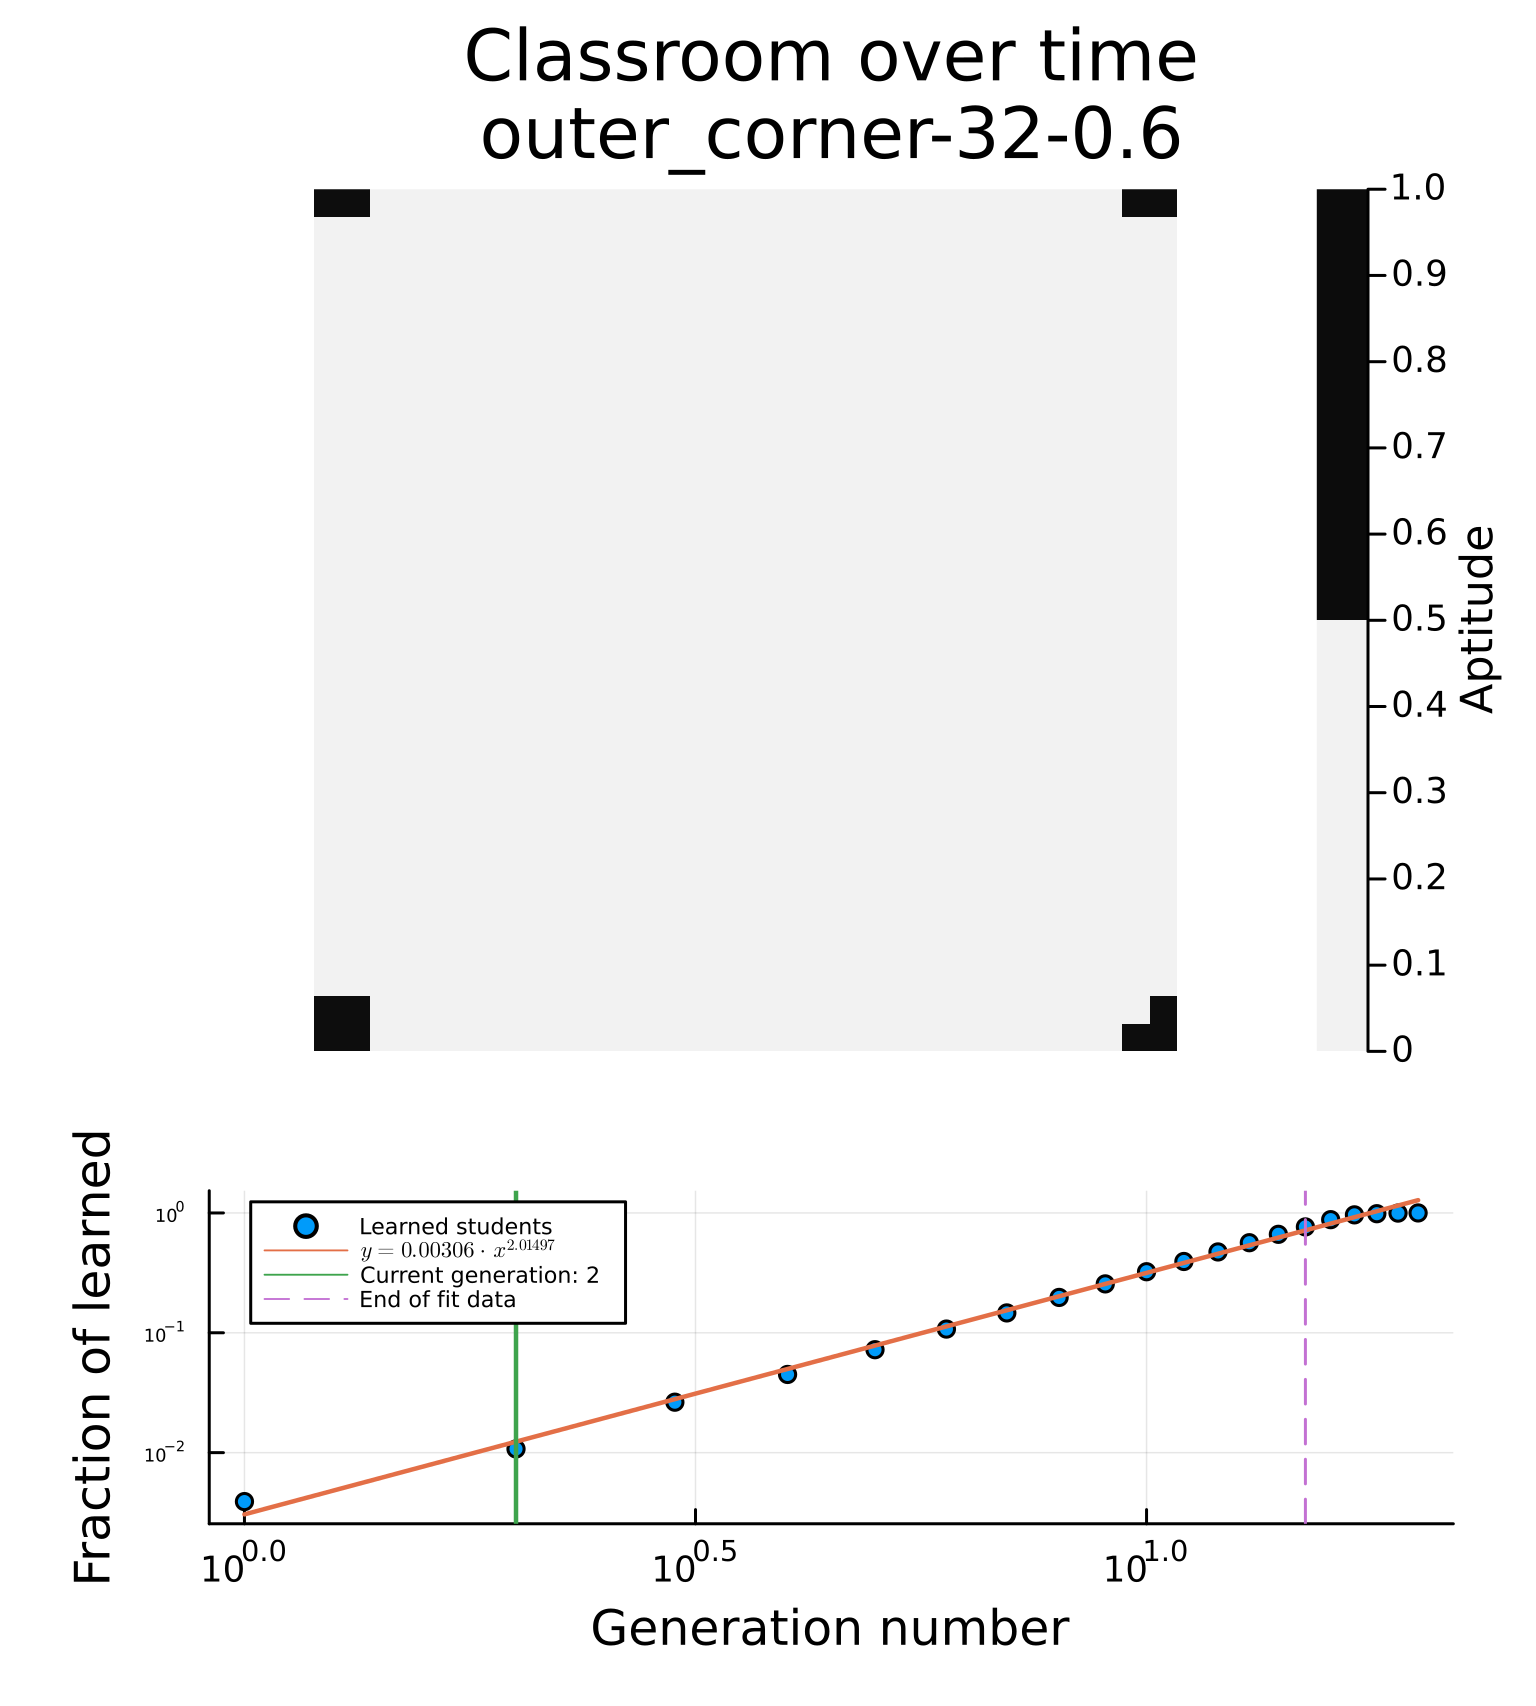 Classroom over time
outer_corner-32-0.6
1.0
0.9
0.8
0.7
0.6
0.5
0.4
0.3
0.2
0.1
0
Aptitude
Fraction of learned
10^0
10^−1
10^−2
Learned students
y = 0.00306 · x^2.01497
Current generation: 2
End of fit data
10^0.0 10^0.5 10^1.0
Generation number